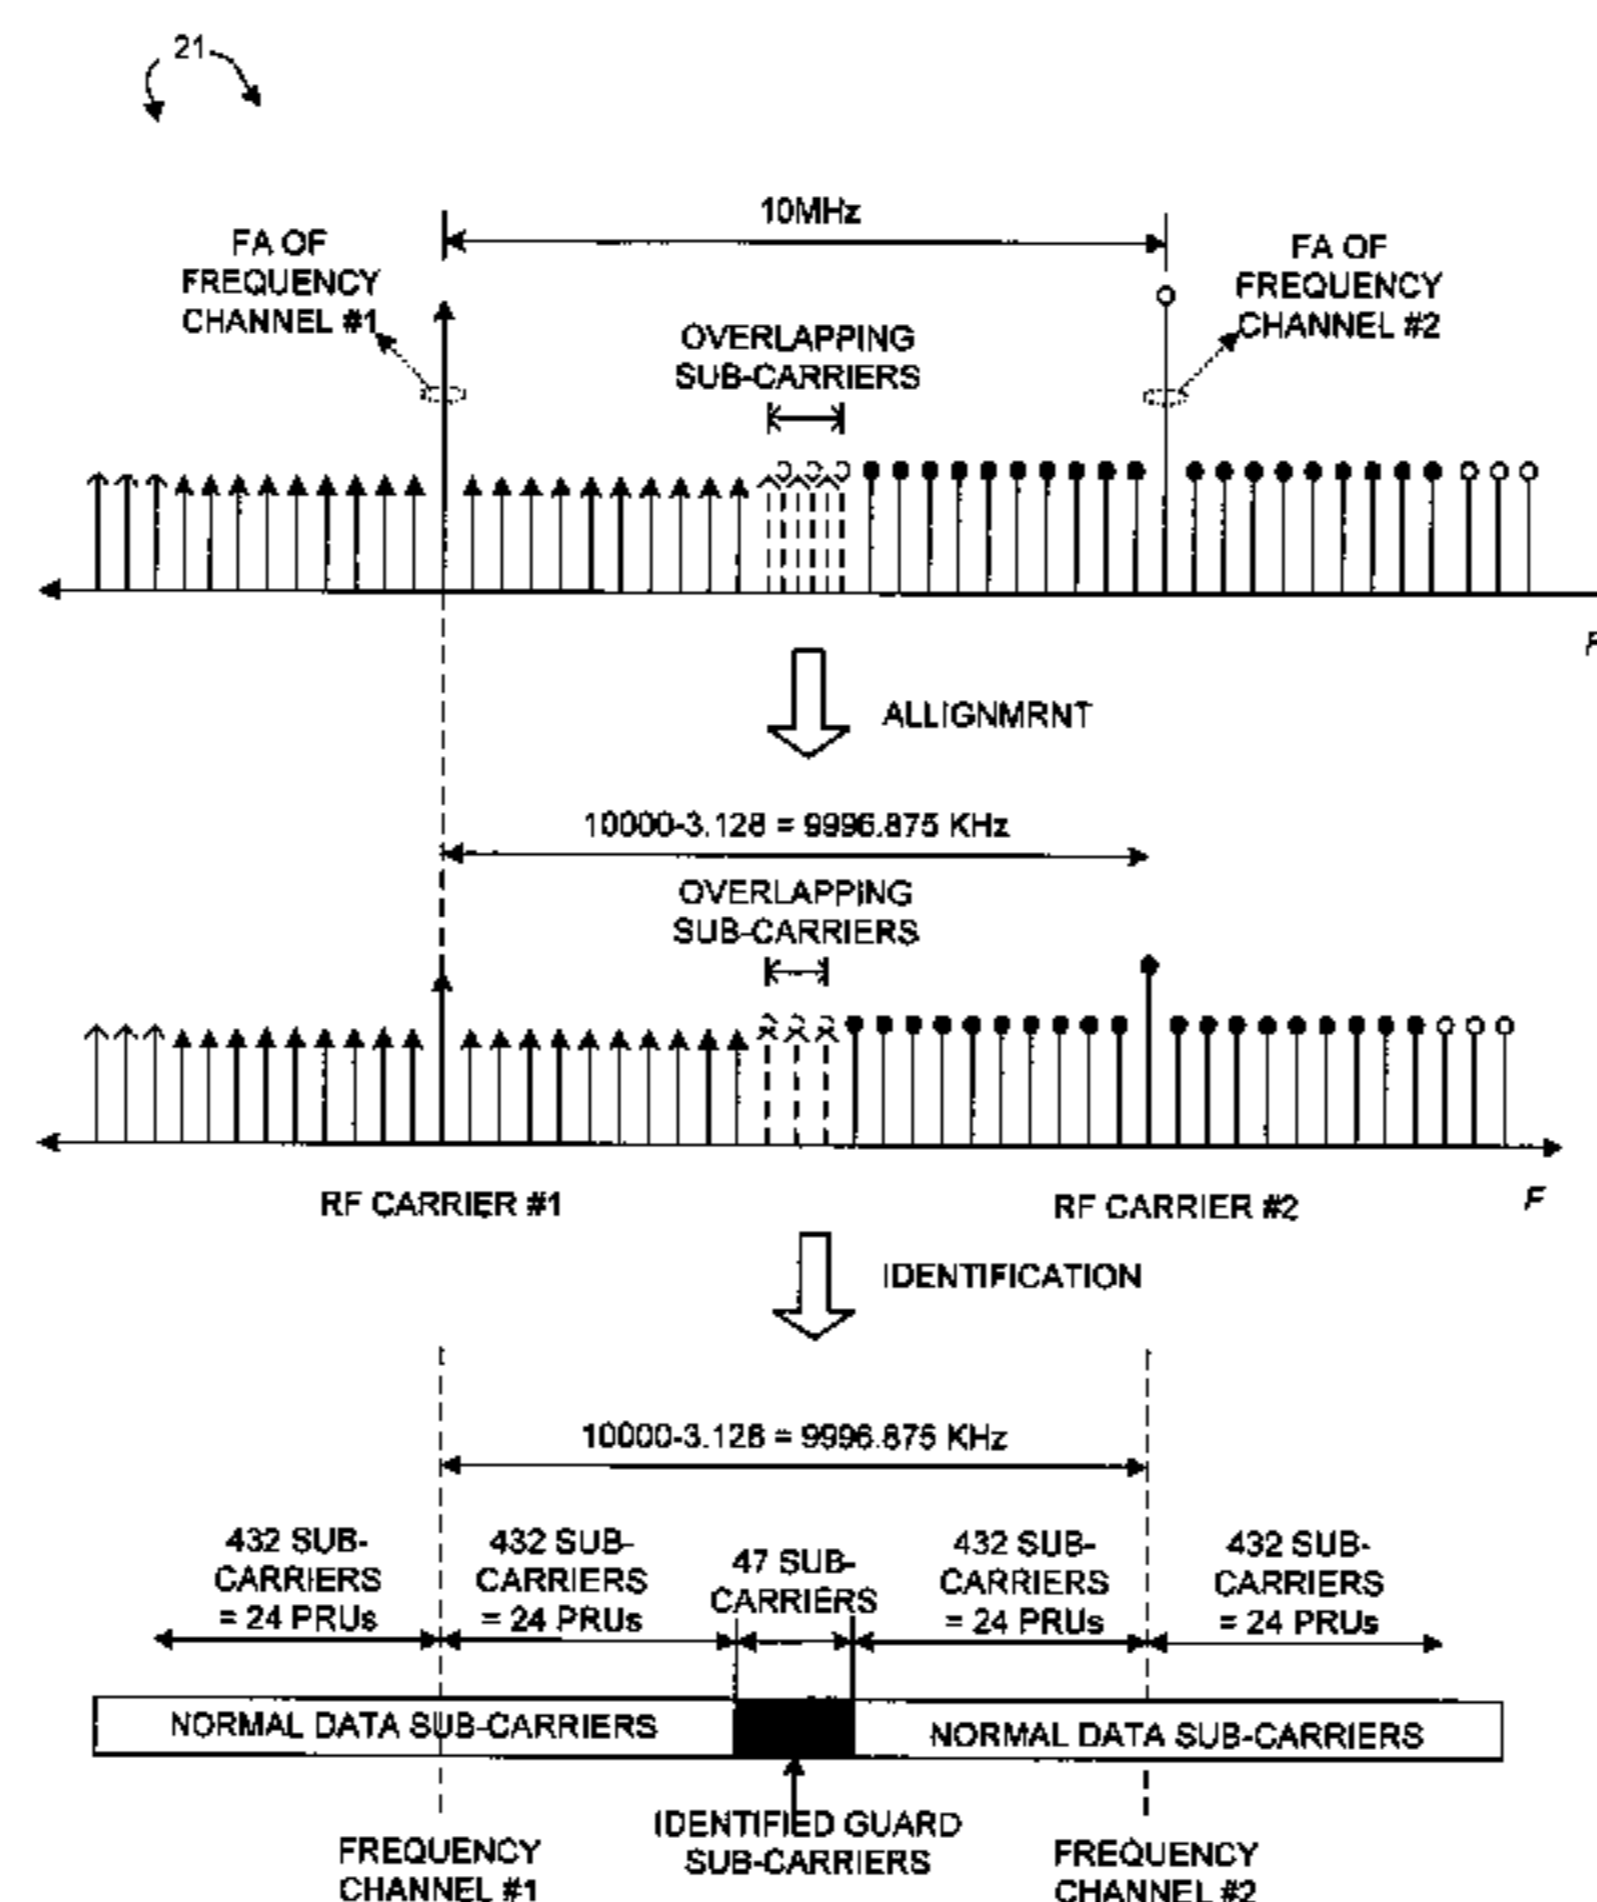 21
10MHz
FA OF
FREQUENCY
CHANNEL #1
FA OF
FREQUENCY
CHANNEL #2
OVERLAPPING
SUB-CARRIERS
F
ALLIGNMRNT
10000-3.128 = 9996.875 KHz
OVERLAPPING
SUB-CARRIERS
RF CARRIER #1
RF CARRIER #2
F
IDENTIFICATION
10000-3.128 = 9996.875 KHz
432 SUB-
CARRIERS
= 24 PRUs
432 SUB-
CARRIERS
= 24 PRUs
47 SUB-
CARRIERS
432 SUB-
CARRIERS
= 24 PRUs
432 SUB-
CARRIERS
= 24 PRUs
NORMAL DATA SUB-CARRIERS
NORMAL DATA SUB-CARRIERS
IDENTIFIED GUARD
SUB-CARRIERS
FREQUENCY
CHANNEL #1
FREQUENCY
CHANNEL #2